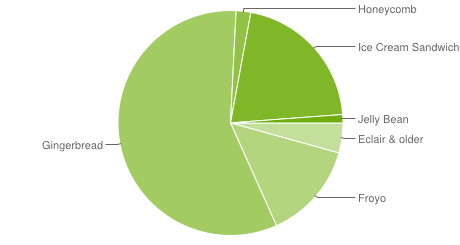 Honeycomb
Ice Cream Sandwich
Jelly Bean
Eclair & older
Gingerbread
Froyo